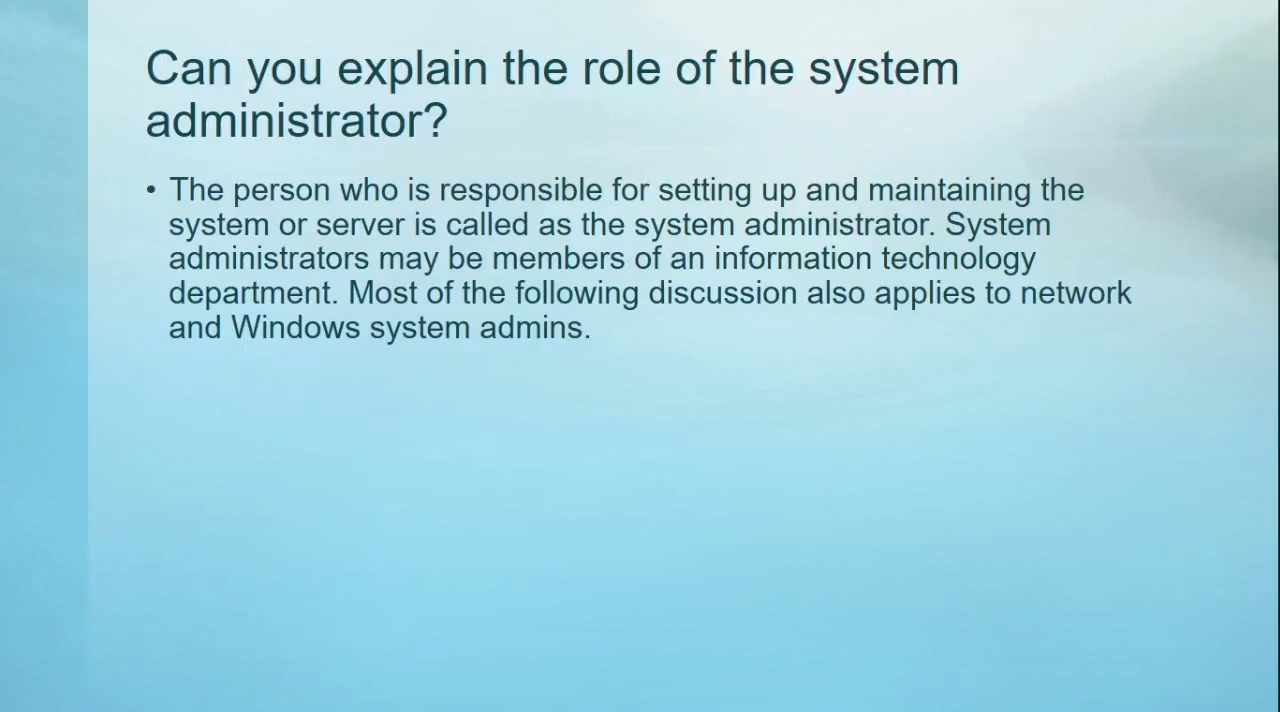 Can you explain the role of the system
administrator?
• The person who is responsible for setting up and maintaining the
system or server is called as the system administrator. System
administrators may be members of an information technology
department. Most of the following discussion also applies to network
and Windows system admins.